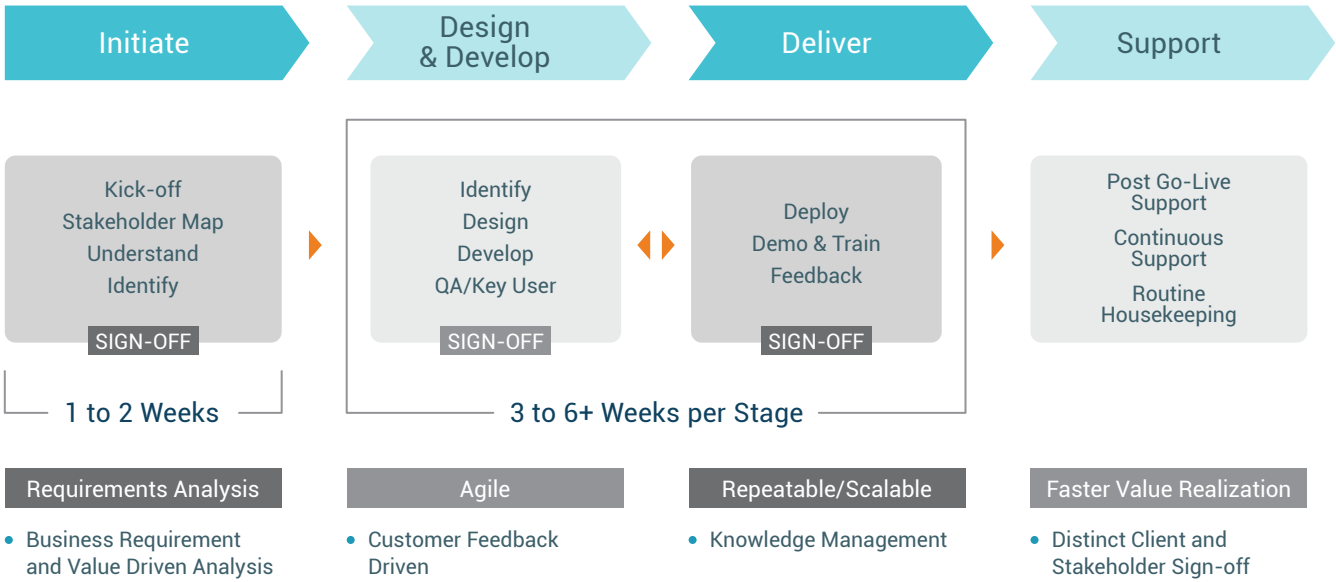 Initiate
Design
& Develop
Deliver
Support
Kick-off
Stakeholder Map
Understand
Identify
SIGN-OFF
Identify
Design
Develop
QA/Key User
SIGN-OFF
Deploy
Demo & Train
Feedback
SIGN-OFF
Post Go-Live
Support
Continuous
Support
Routine
Housekeeping
1 to 2 Weeks
3 to 6+ Weeks per Stage
Requirements Analysis
• Business Requirement
and Value Driven Analysis
Agile
• Customer Feedback
Driven
Repeatable/Scalable
• Knowledge Management
Faster Value Realization
• Distinct Client and
Stakeholder Sign-off